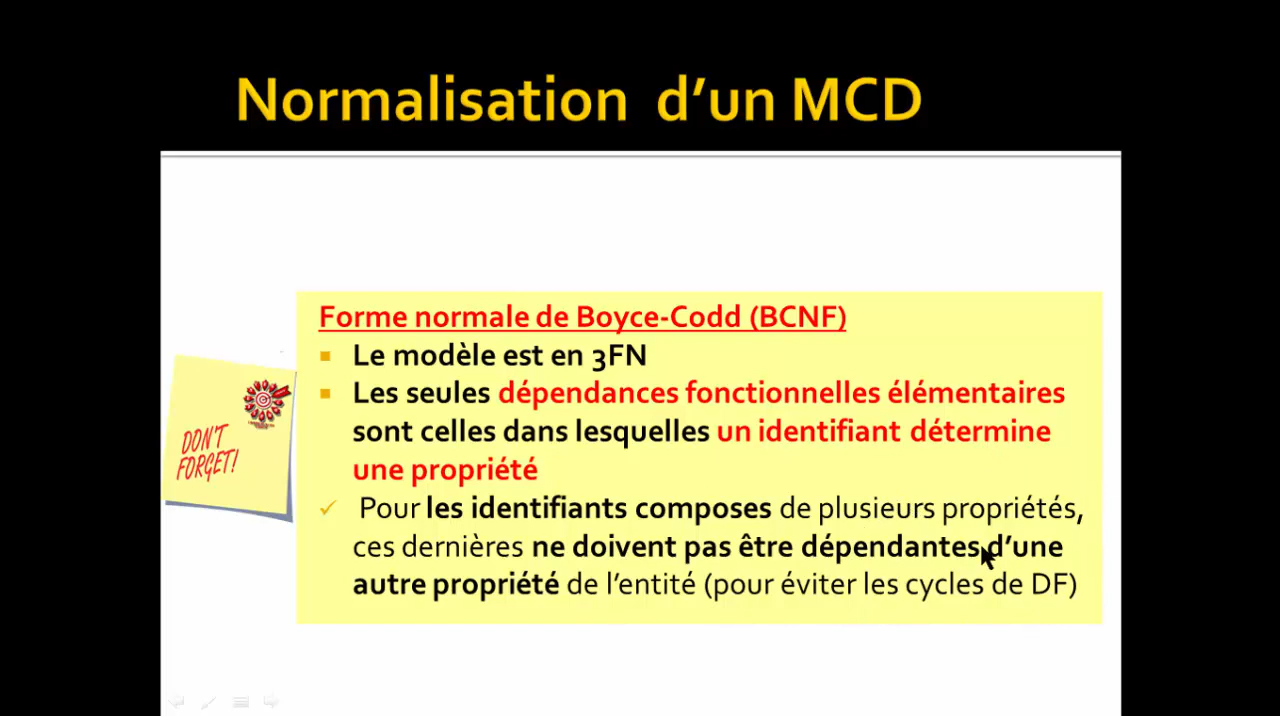 Normalisation d'un MCD
Forme normale de Boyce-Codd (BCNF)
Le modèle est en 3FN
Les seules dépendances fonctionnelles élémentaires
sont celles dans lesquelles un identifiant détermine
une propriété
Pour les identifiants composes de plusieurs propriétés,
ces dernières ne doivent pas être dépendantes d'une
autre propriété de l'entité (pour éviter les cycles de DF)
DON'T
FORGET!